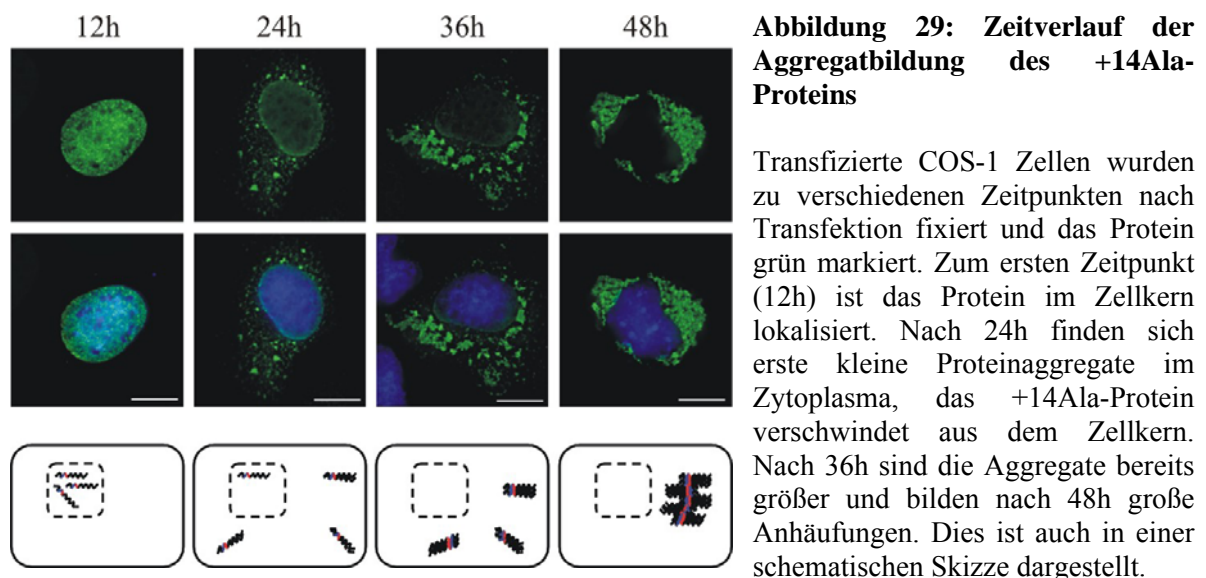 12h 24h 36h 48h
Abbildung 29: Zeitverlauf der
Aggregatbildung des +14Ala-
Proteins
Transfizierte COS-1 Zellen wurden
zu verschiedenen Zeitpunkten nach
Transfektion fixiert und das Protein
grün markiert. Zum ersten Zeitpunkt
(12h) ist das Protein im Zellkern
lokalisiert. Nach 24h finden sich
erste kleine Proteinaggregate im
Zytoplasma, das +14Ala-Protein
verschwindet aus dem Zellkern.
Nach 36h sind die Aggregate bereits
größer und bilden nach 48h große
Anhäufungen. Dies ist auch in einer
schematischen Skizze dargestellt.